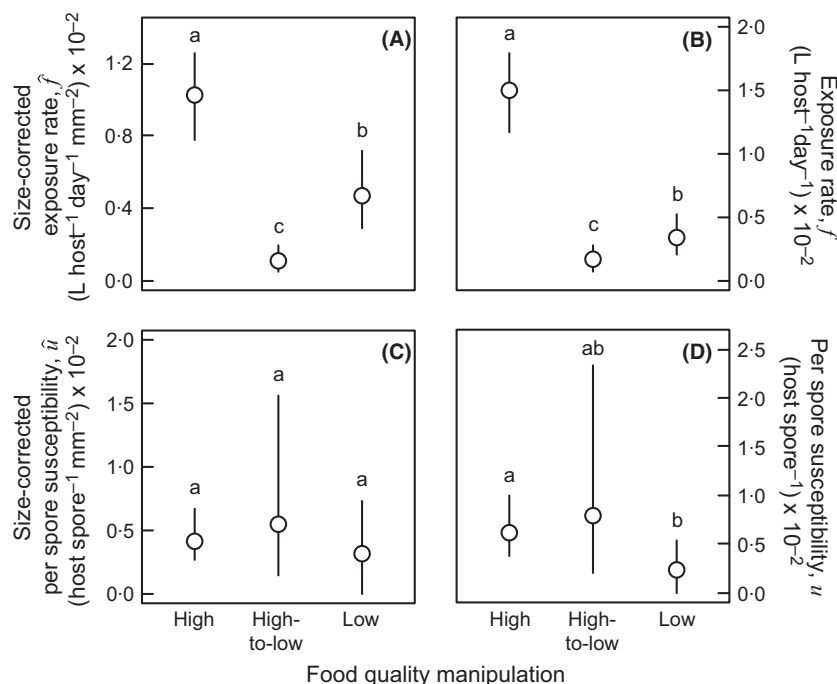 Size-corrected
exposure rate, f̂
(L host⁻¹ day⁻¹ mm⁻²) x 10⁻²
1·2
0·8
0·4
0·0
(A)
a
c
b
(B)
a
c
b
2·0
1·5
1·0
0·5
0·0
Exposure rate, f
(L host⁻¹day⁻¹) x 10⁻²
Size-corrected
per spore susceptibility, û
(host spore⁻¹ mm⁻²) x 10⁻²
2·0
1·5
1·0
0·5
0·0
(C)
a
a
a
(D)
a
ab
b
2·5
2·0
1·5
1·0
0·5
0·0
Per spore susceptibility, u
(host spore⁻¹) x 10⁻²
High
High-
to-low
Low
High
High-
to-low
Low
Food quality manipulation